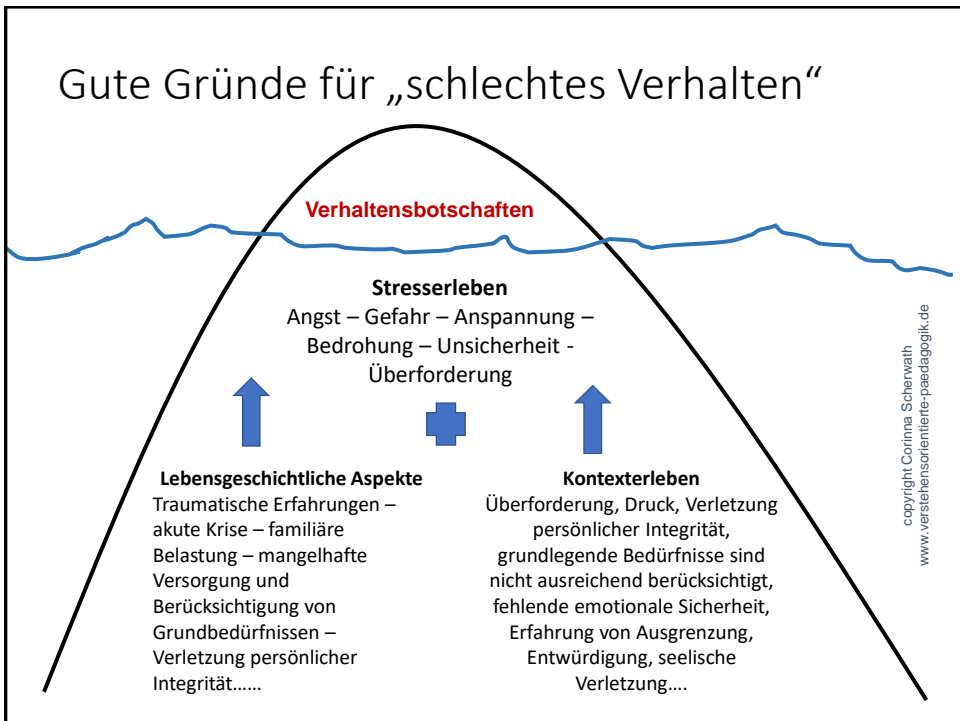 Gute Gründe für „schlechtes Verhalten“
Verhaltensbotschaften
Stresserleben
Angst – Gefahr – Anspannung –
Bedrohung – Unsicherheit -
Überforderung
Lebensgeschichtliche Aspekte
Traumatische Erfahrungen –
akute Krise – familiäre
Belastung – mangelhafte
Versorgung und
Berücksichtigung von
Grundbedürfnissen –
Verletzung persönlicher
Integrität……
Kontexterleben
Überforderung, Druck, Verletzung
persönlicher Integrität,
grundlegende Bedürfnisse sind
nicht ausreichend berücksichtigt,
fehlende emotionale Sicherheit,
Erfahrung von Ausgrenzung,
Entwürdigung, seelische
Verletzung….
copyright Corinna Scherwath
www.verstehensorientierte-paedagogik.de